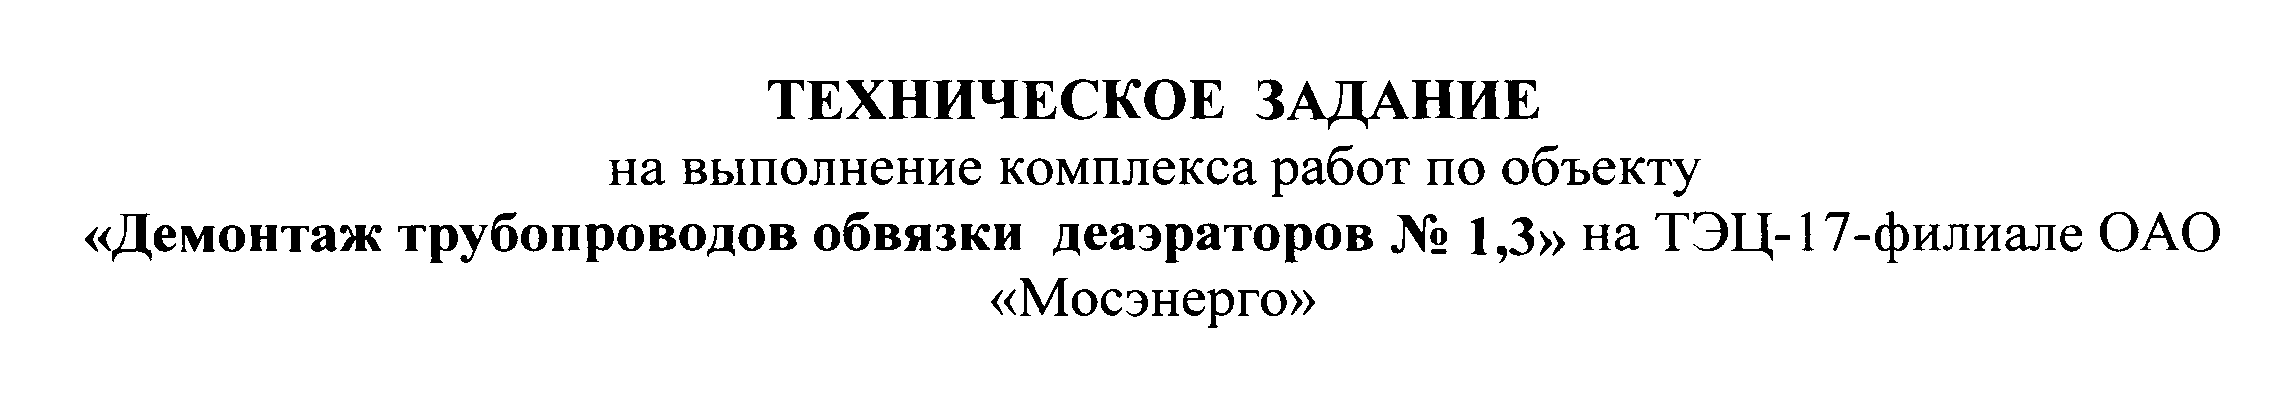 ТЕХНИЧЕСКОЕ ЗАДАНИЕ
на выполнение комплекса работ по объекту
«Демонтаж трубопроводов обвязки деаэраторов № 1,3» на ТЭЦ-17-филиале ОАО
«Мосэнерго»